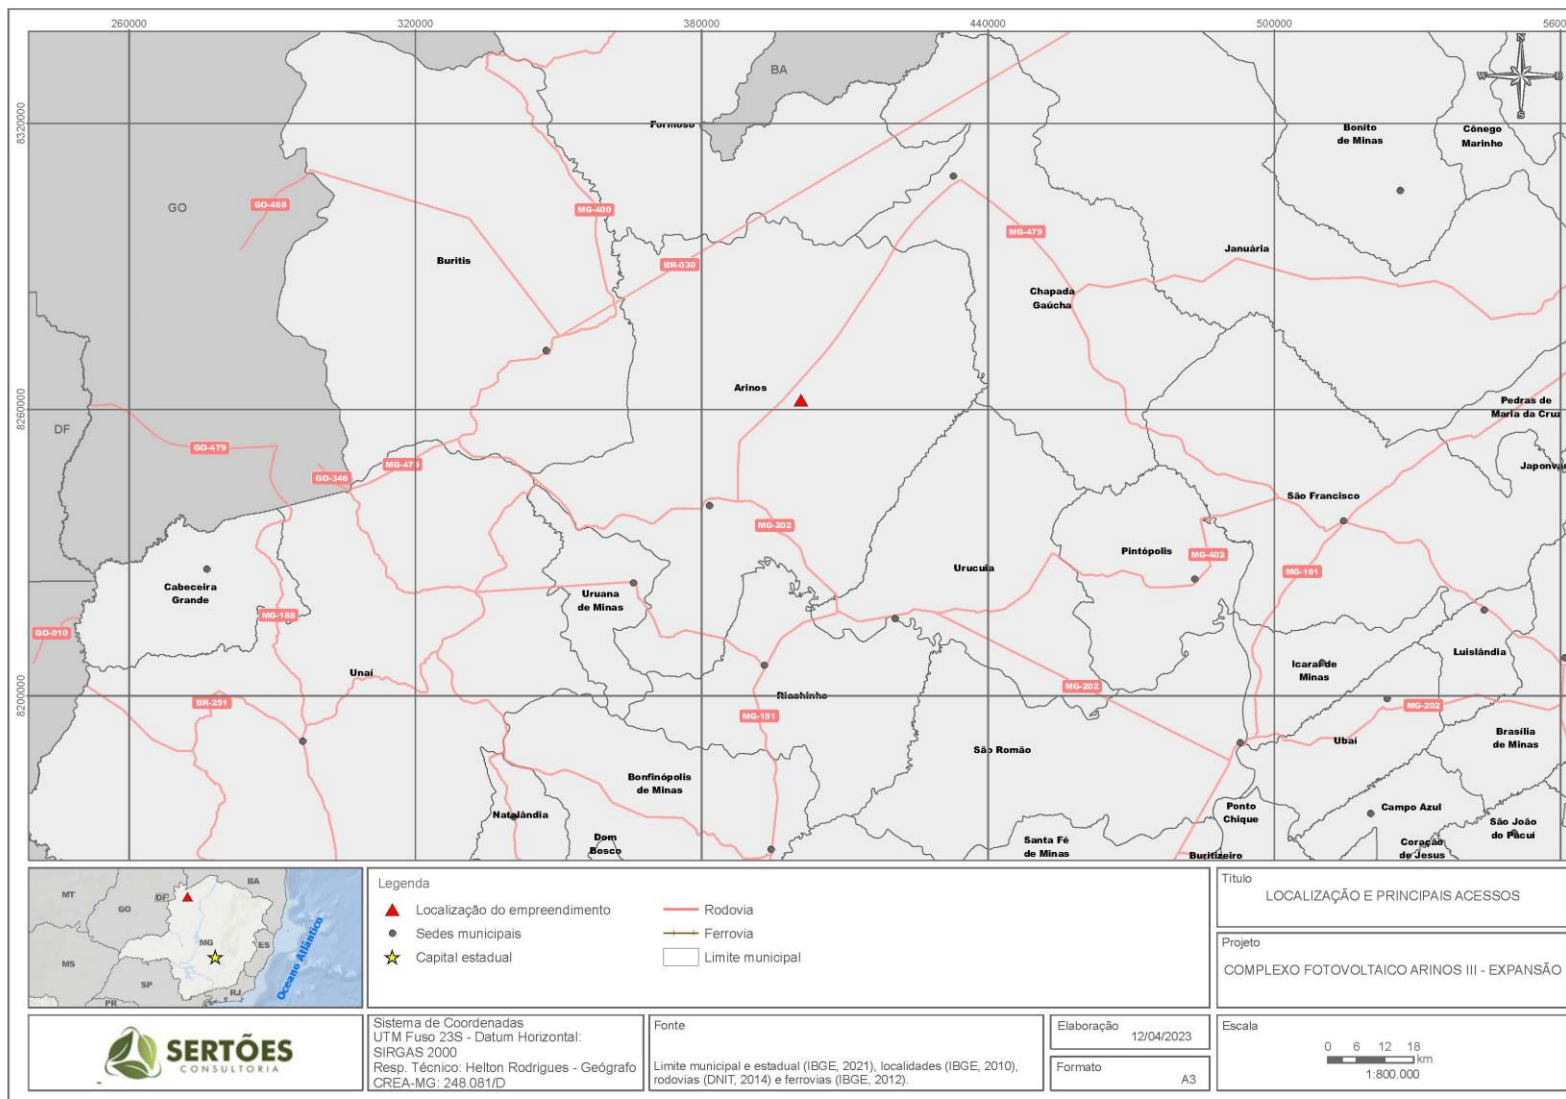 260000
320000
380000
440000
500000
5600
8320000
8260000
8200000
BA
Formoso
N
W
E
S
Bonito
de Minas
Cônego
Marinho
GO
GO-468
MG-400
MG-479
Buritis
BR-030
Januária
Chapada
Gaúcha
Arinos
Pedras de
Maria da Cruz
DF
GO-479
GO-346
MG-479
Japonvar
São Francisco
MG-202
Pintópolis
MG-402
Urucuia
MG-161
Cabeceira
Grande
Uruana
de Minas
MG-188
GO-010
Unaí
Icaraí de
Minas
Luislândia
BR-251
MG-181
Riachinho
MG-202
MG-202
São Romão
Ubaí
Brasília
de Minas
Bonfinópolis
de Minas
Natalândia
Dom
Bosco
Ponto
Chique
Campo Azul
São João
do Pacuí
Santa Fé
de Minas
Buritizeiro
Coração
de Jesus
MT
GO
DF
BA
MG
ES
MS
SP
RJ
PR
Oceano Atlântico
Legenda
Localização do empreendimento
Sedes municipais
Capital estadual
Rodovia
Ferrovia
Limite municipal
Título
LOCALIZAÇÃO E PRINCIPAIS ACESSOS
Projeto
COMPLEXO FOTOVOLTAICO ARINOS III - EXPANSÃO
SERTÕES
CONSULTORIA
Sistema de Coordenadas
UTM Fuso 23S - Datum Horizontal:
SIRGAS 2000
Resp. Técnico: Helton Rodrigues - Geógrafo
CREA-MG: 248.081/D
Fonte
Limite municipal e estadual (IBGE, 2021), localidades (IBGE, 2010),
rodovias (DNIT, 2014) e ferrovias (IBGE, 2012).
Elaboração
12/04/2023
Formato
A3
Escala
0 6 12 18
km
1:800.000